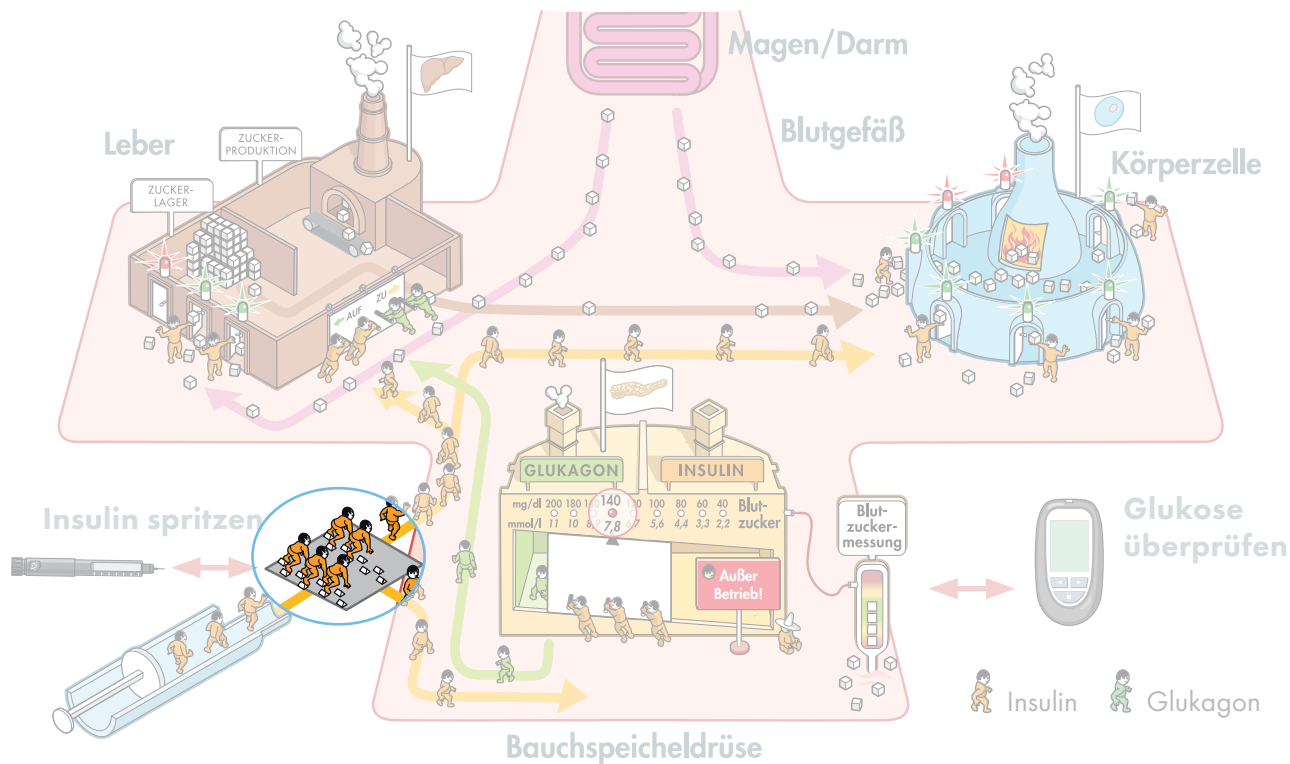 Magen/Darm
Leber
ZUCKER-
PRODUKTION
Blutgefäß
Körperzelle
ZUCKER-
LAGER
AUF
ZU
GLUKAGON
INSULIN
mg/dl 200 180 140 100 80 60 40 Blut-
mmol/l 11 10 7,8 5,6 4,4 3,3 2,2 zucker
Insulin spritzen
Blut-
zucker-
messung
Glukose
überprüfen
Außer
Betrieb!
Insulin
Glukagon
Bauchspeicheldrüse